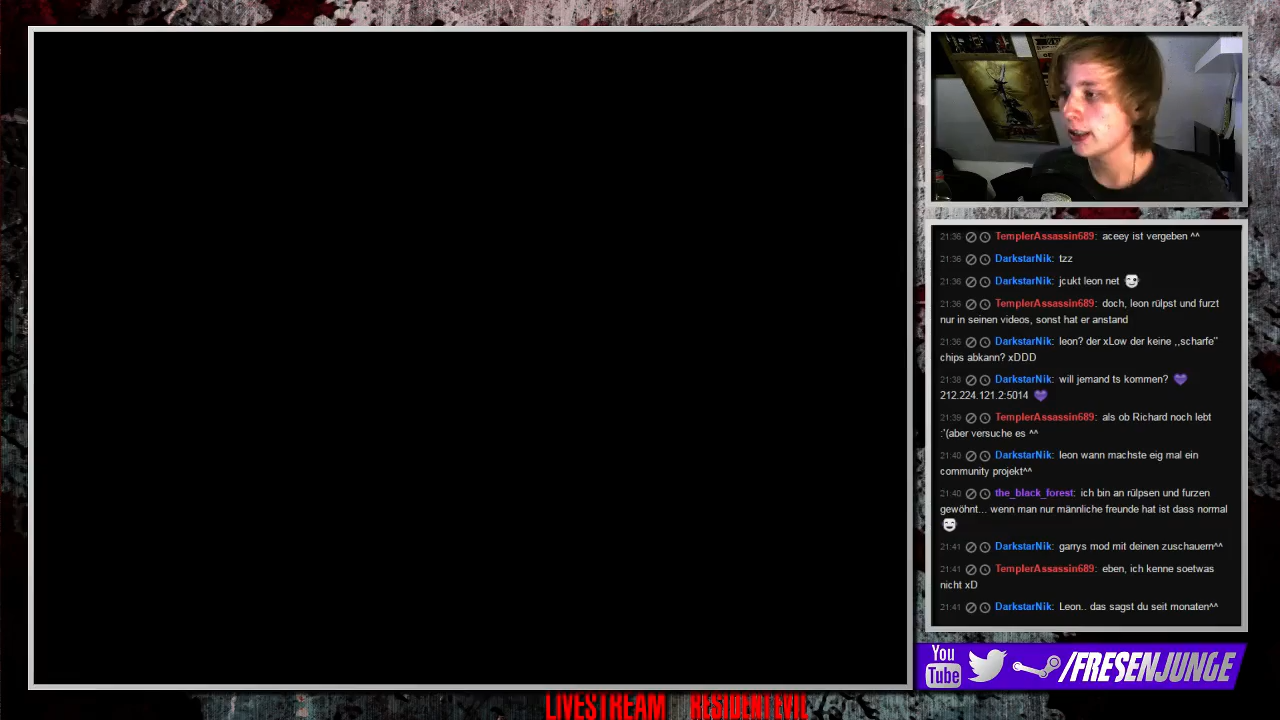 21:36 TemplerAssassin689: aceey ist vergeben ^^
21:36 DarkstarNik: tzz
21:36 DarkstarNik: jcukt leon net
21:36 TemplerAssassin689: doch, leon rülpst und furzt
nur in seinen videos, sonst hat er anstand
21:36 DarkstarNik: leon? der xLow der keine ,,scharfe''
chips abkann? xDDD
21:38 DarkstarNik: will jemand ts kommen?
212.224.121.2:5014
21:39 TemplerAssassin689: als ob Richard noch lebt
:'(aber versuche es ^^
21:40 DarkstarNik: leon wann machste eig mal ein
community projekt^^
21:40 the_black_forest: ich bin an rülpsen und furzen
gewöhnt... wenn man nur männliche freunde hat ist dass normal
21:41 DarkstarNik: garrys mod mit deinen zuschauern^^
21:41 TemplerAssassin689: eben, ich kenne soetwas
nicht xD
21:41 DarkstarNik: Leon.. das sagst du seit monaten^^
You
Tube
/FRESENJUNGE
LIVESTREAM RESIDENT EVIL